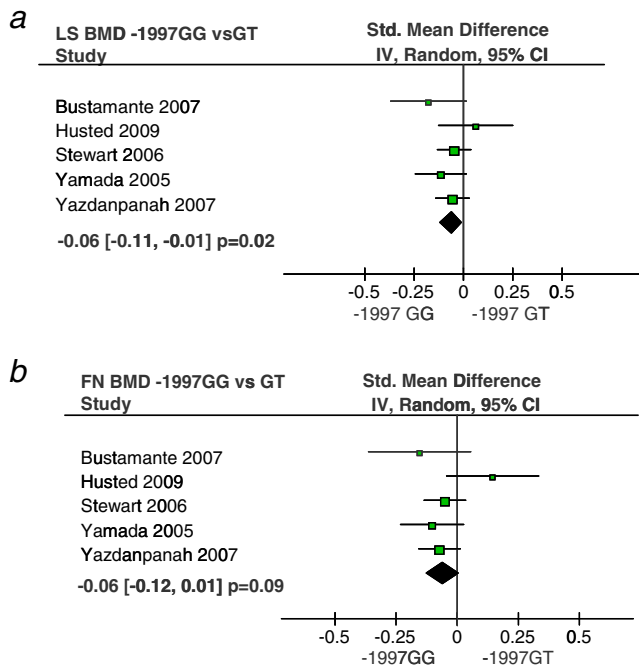 a
LS BMD -1997GG vsGT
Study
Std. Mean Difference
IV, Random, 95% CI
Bustamante 2007
Husted 2009
Stewart 2006
Yamada 2005
Yazdanpanah 2007
-0.06 [-0.11, -0.01] p=0.02
-0.5 -0.25 0 0.25 0.5
-1997 GG -1997 GT
b
FN BMD -1997GG vs GT
Study
Std. Mean Difference
IV, Random, 95% CI
Bustamante 2007
Husted 2009
Stewart 2006
Yamada 2005
Yazdanpanah 2007
-0.06 [-0.12, 0.01] p=0.09
-0.5 -0.25 0 0.25 0.5
-1997GG -1997GT